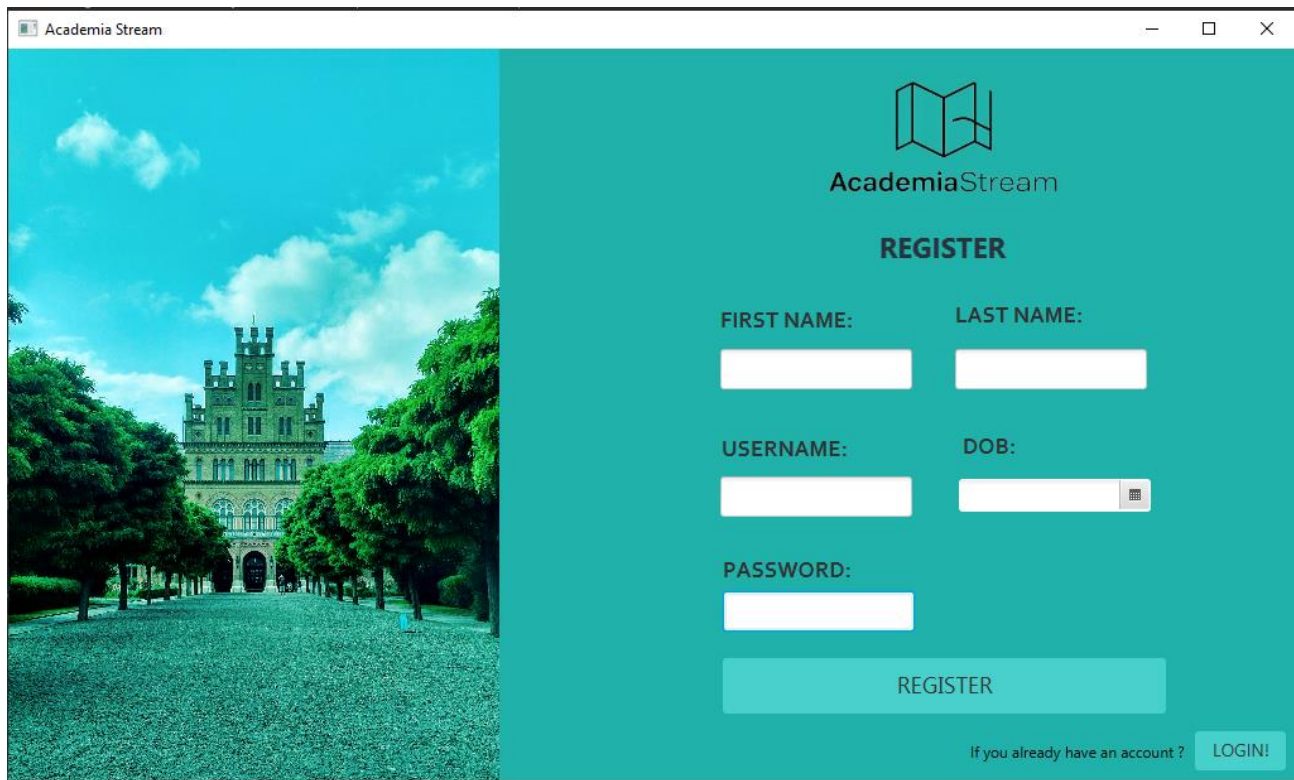 Academia Stream
AcademiaStream
REGISTER
FIRST NAME: LAST NAME:
USERNAME: DOB:
PASSWORD:
REGISTER
If you already have an account ? LOGIN!